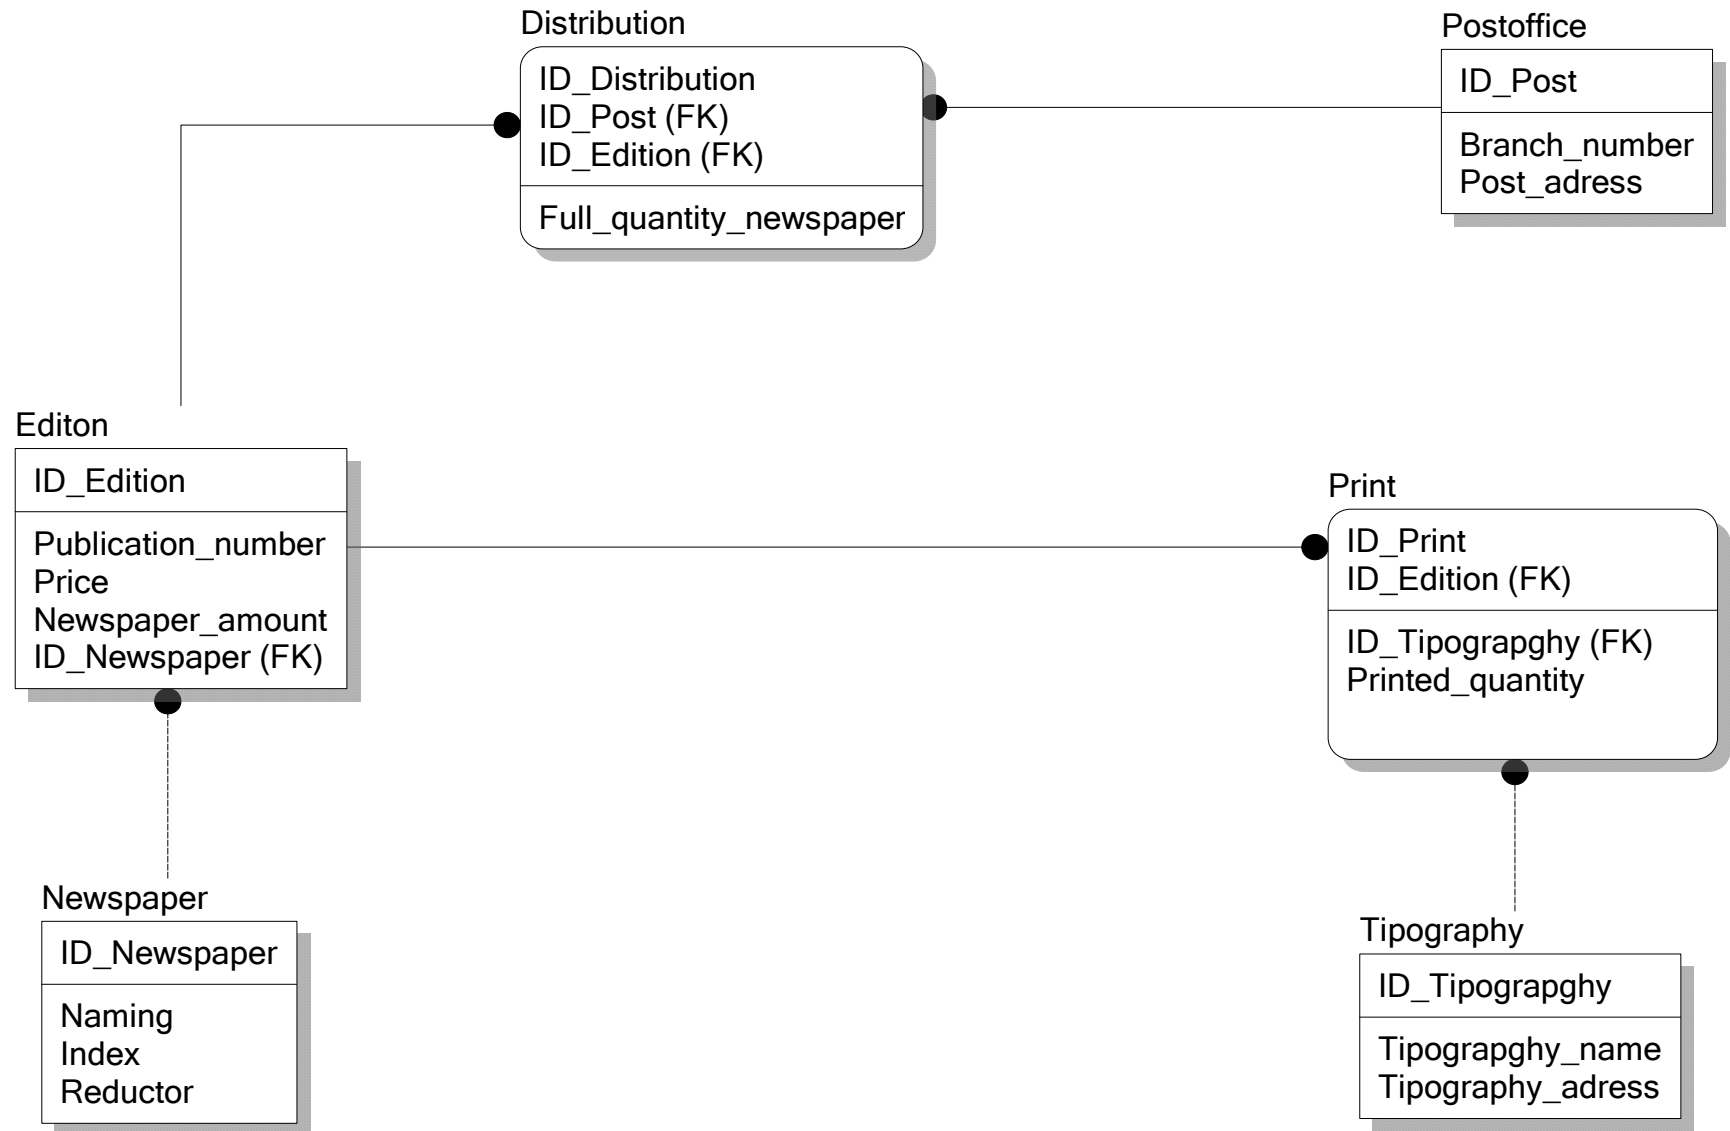 Distribution
ID_Distribution
ID_Post (FK)
ID_Edition (FK)
Full_quantity_newspaper
Postoffice
ID_Post
Branch_number
Post_adress
Editon
ID_Edition
Publication_number
Price
Newspaper_amount
ID_Newspaper (FK)
Print
ID_Print
ID_Edition (FK)
ID_Tipograpghy (FK)
Printed_quantity
Newspaper
ID_Newspaper
Naming
Index
Reductor
Tipography
ID_Tipograpghy
Tipograpghy_name
Tipography_adress